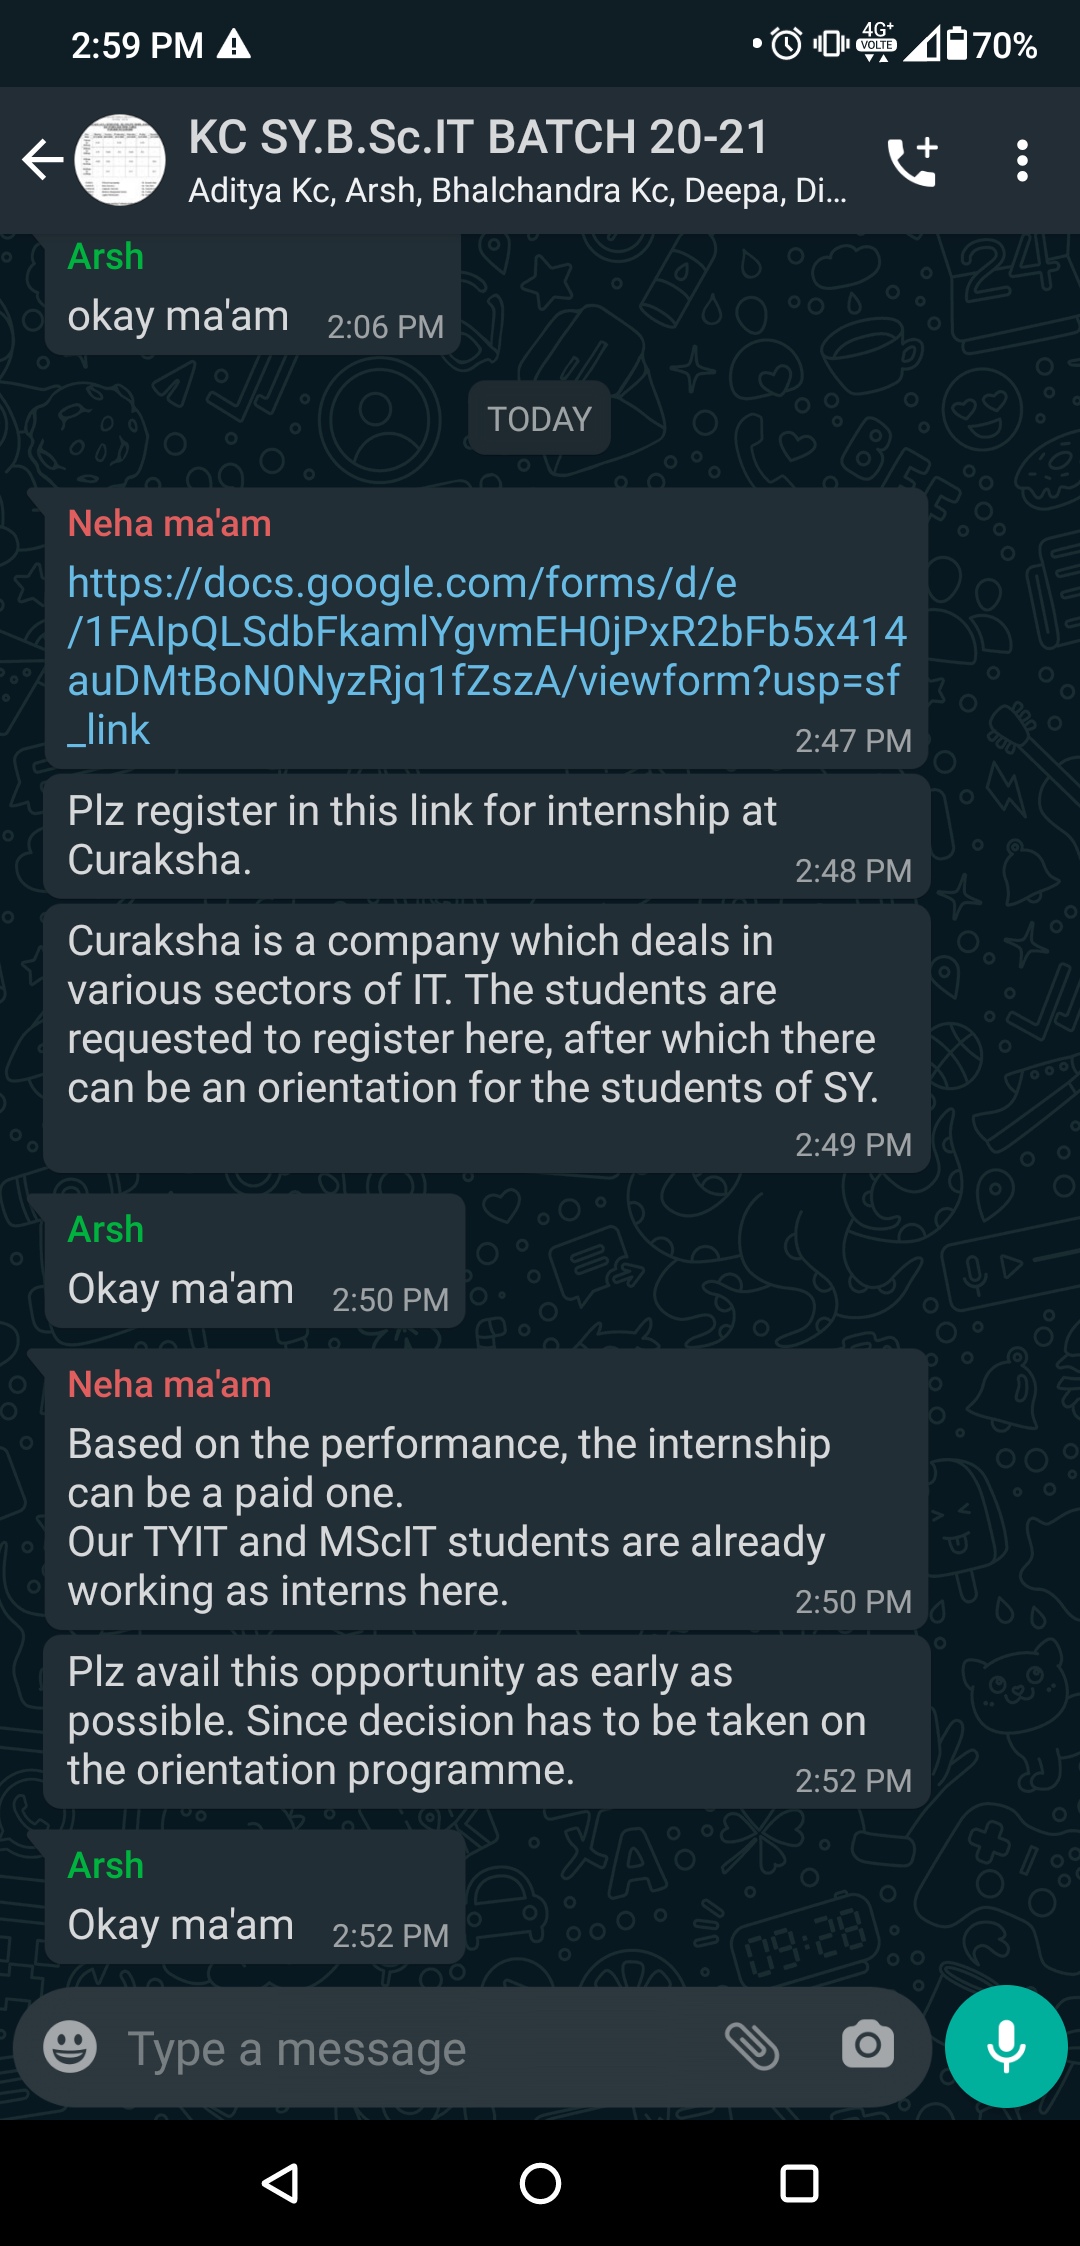 2:59 PM
4G+
VOLTE
70%
KC SY.B.Sc.IT BATCH 20-21
Aditya Kc, Arsh, Bhalchandra Kc, Deepa, Di...
Arsh
okay ma'am 2:06 PM
TODAY
Neha ma'am
https://docs.google.com/forms/d/e
/1FAIpQLSdbFkamlYgvmEH0jPxR2bFb5x414
auDMtBoN0NyzRjq1fZszA/viewform?usp=sf
_link
2:47 PM
Plz register in this link for internship at
Curaksha.
2:48 PM
Curaksha is a company which deals in
various sectors of IT. The students are
requested to register here, after which there
can be an orientation for the students of SY.
2:49 PM
Arsh
Okay ma'am 2:50 PM
Neha ma'am
Based on the performance, the internship
can be a paid one.
Our TYIT and MScIT students are already
working as interns here.
2:50 PM
Plz avail this opportunity as early as
possible. Since decision has to be taken on
the orientation programme.
2:52 PM
Arsh
Okay ma'am 2:52 PM
Type a message